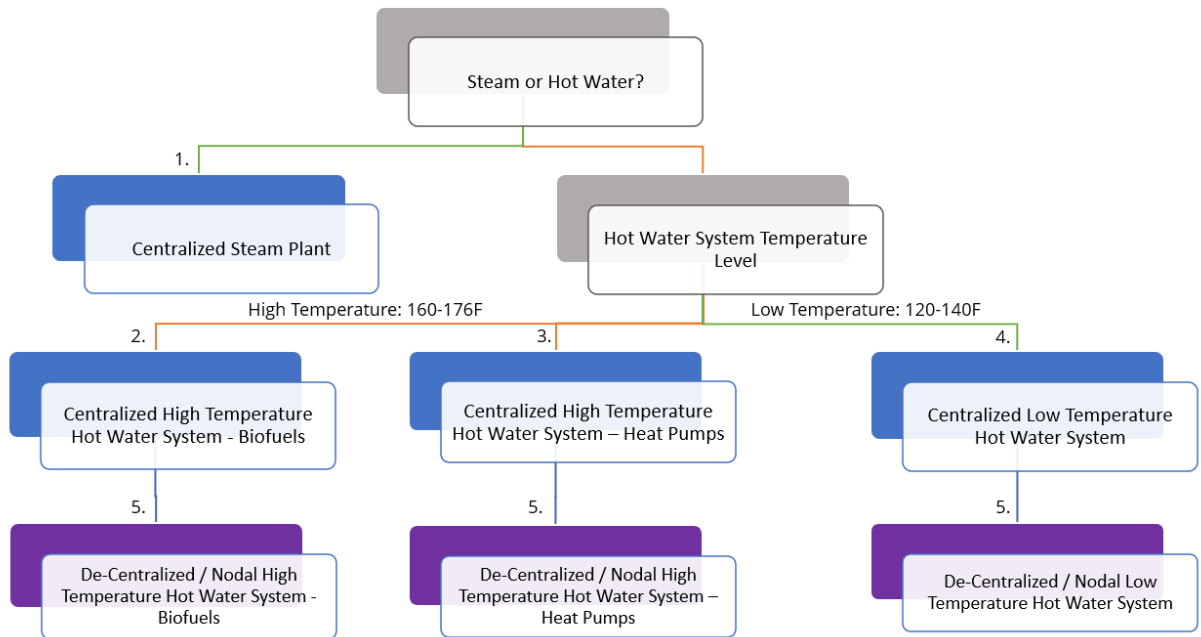 Steam or Hot Water?
1.
Centralized Steam Plant
Hot Water System Temperature
Level
High Temperature: 160-176F
Low Temperature: 120-140F
2.
3.
4.
Centralized High Temperature
Hot Water System - Biofuels
Centralized High Temperature
Hot Water System – Heat Pumps
Centralized Low Temperature
Hot Water System
5.
5.
5.
De-Centralized / Nodal High
Temperature Hot Water System -
Biofuels
De-Centralized / Nodal High
Temperature Hot Water System –
Heat Pumps
De-Centralized / Nodal Low
Temperature Hot Water System